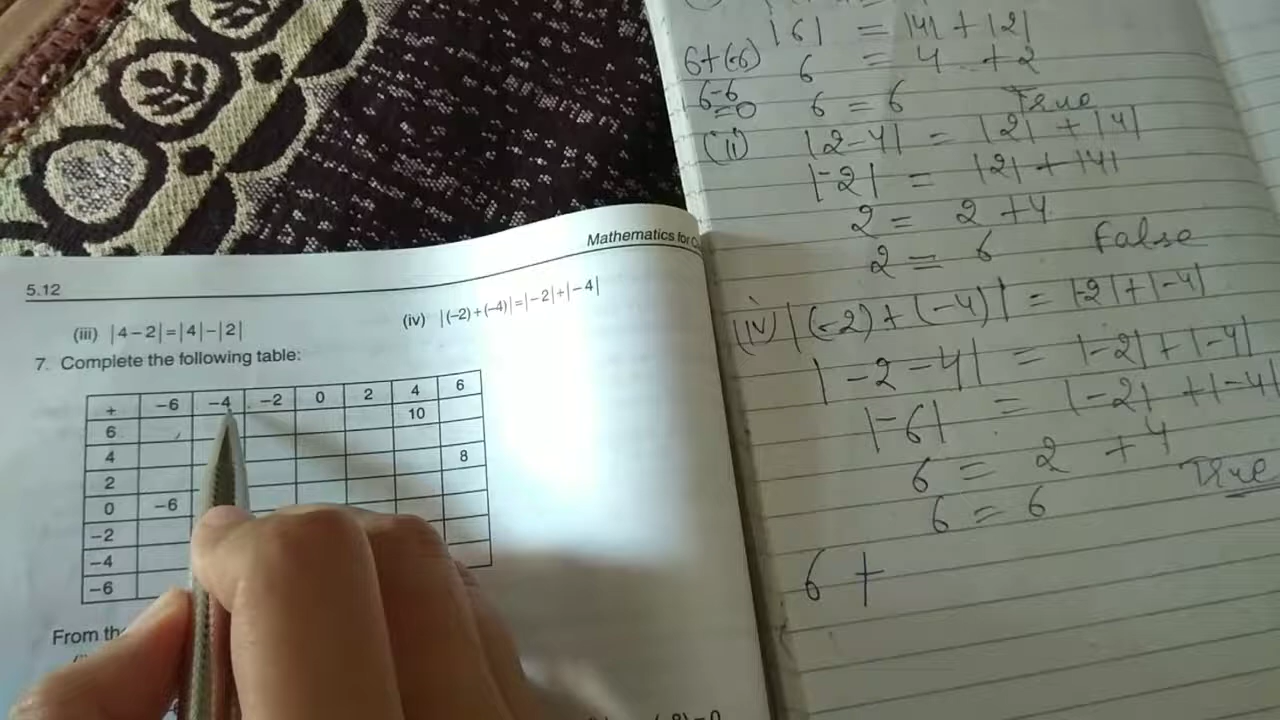 5.12
Mathematics for
(iii) |4 – 2| = |4| – |2|
(iv) |(–2) + (–4)| = |–2| + |–4|
7. Complete the following table:
+ –6 –4 –2 0 2 4 6
6 10
4 8
2
0 –6
–2
–4
–6
From
|6| = |4| + |2|
6+(-6) 6 = 4 + 2
6-6
=0 6 = 6 True
(ii) |2-4| = |2| + |4|
|-2| = |2| + |4|
2 = 2 + 4
2 = 6 False
(iv) |(-2) + (-4)| = |2| + |-4|
|-2-4| = |-2| + |-4|
|-6| = |-2| + |-4|
6 = 2 + 4
6 = 6 True
6 +